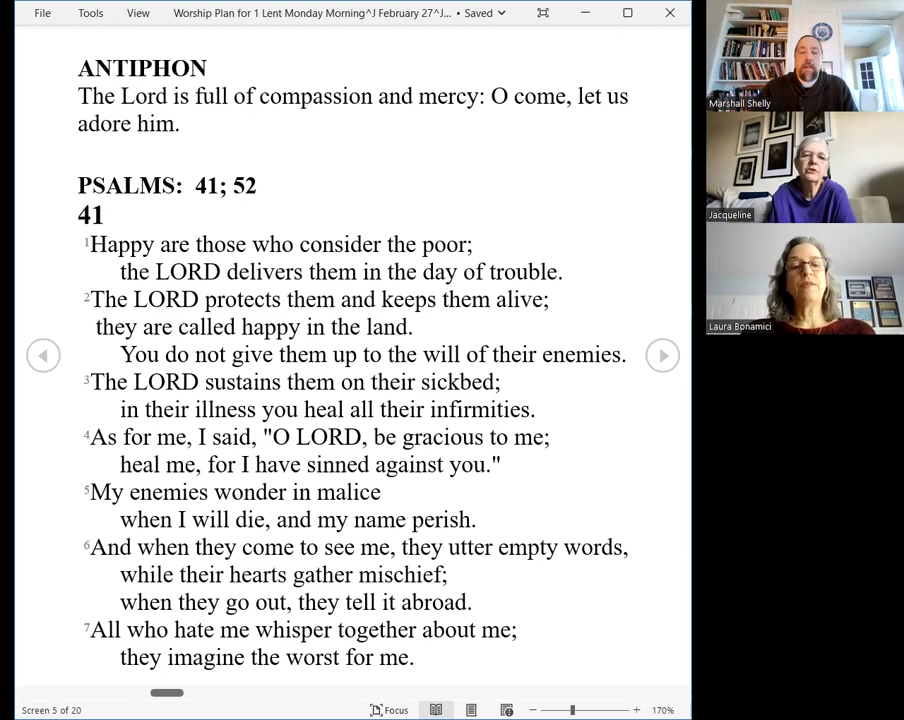 File Tools View Worship Plan for 1 Lent Monday Morning^J February 27^J... • Saved
ANTIPHON
The Lord is full of compassion and mercy: O come, let us
adore him.
PSALMS: 41; 52
41
1Happy are those who consider the poor;
the LORD delivers them in the day of trouble.
2The LORD protects them and keeps them alive;
they are called happy in the land.
You do not give them up to the will of their enemies.
3The LORD sustains them on their sickbed;
in their illness you heal all their infirmities.
4As for me, I said, "O LORD, be gracious to me;
heal me, for I have sinned against you."
5My enemies wonder in malice
when I will die, and my name perish.
6And when they come to see me, they utter empty words,
while their hearts gather mischief;
when they go out, they tell it abroad.
7All who hate me whisper together about me;
they imagine the worst for me.
Screen 5 of 20 Focus 170%
Marshall Shelly
Jacqueline
Laura Bonamici